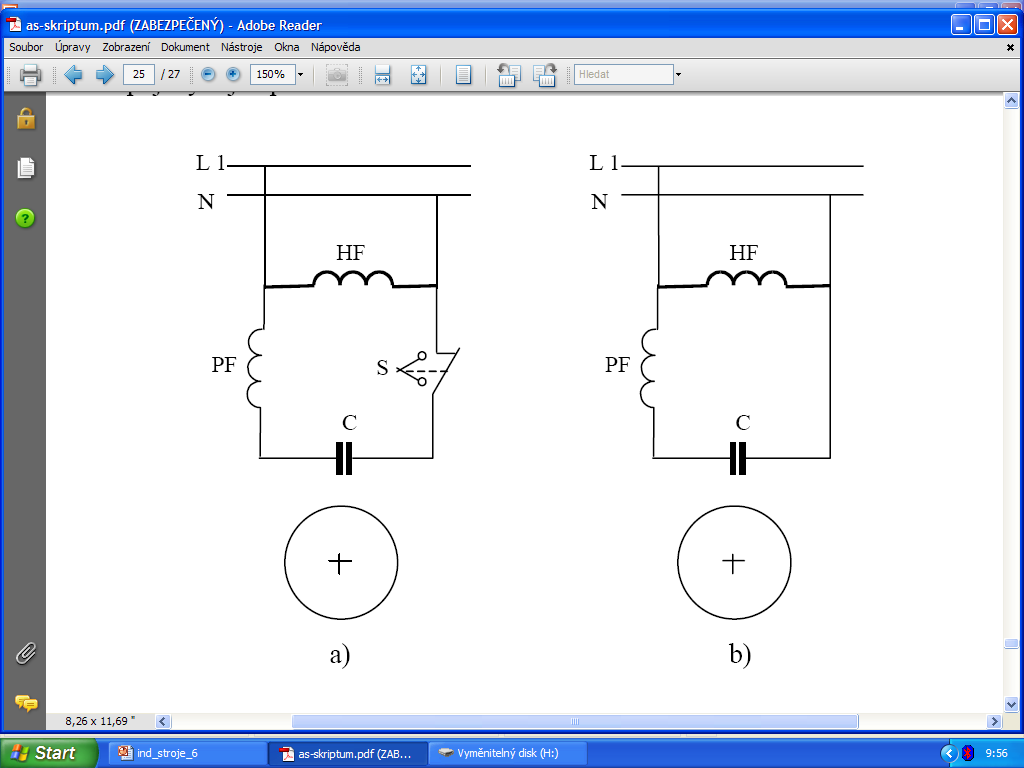 as-skriptum.pdf (ZABEZPEČENÝ) - Adobe Reader
Soubor Úpravy Zobrazení Dokument Nástroje Okna Nápověda
25 / 27 150% Hledat
L 1 L 1
N N
HF HF
PF S PF
C C
a) b)
8,26 x 11,69 "
Start ind_stroje_6 as-skriptum.pdf (ZAB... Vyměnitelný disk (H:) 9:56